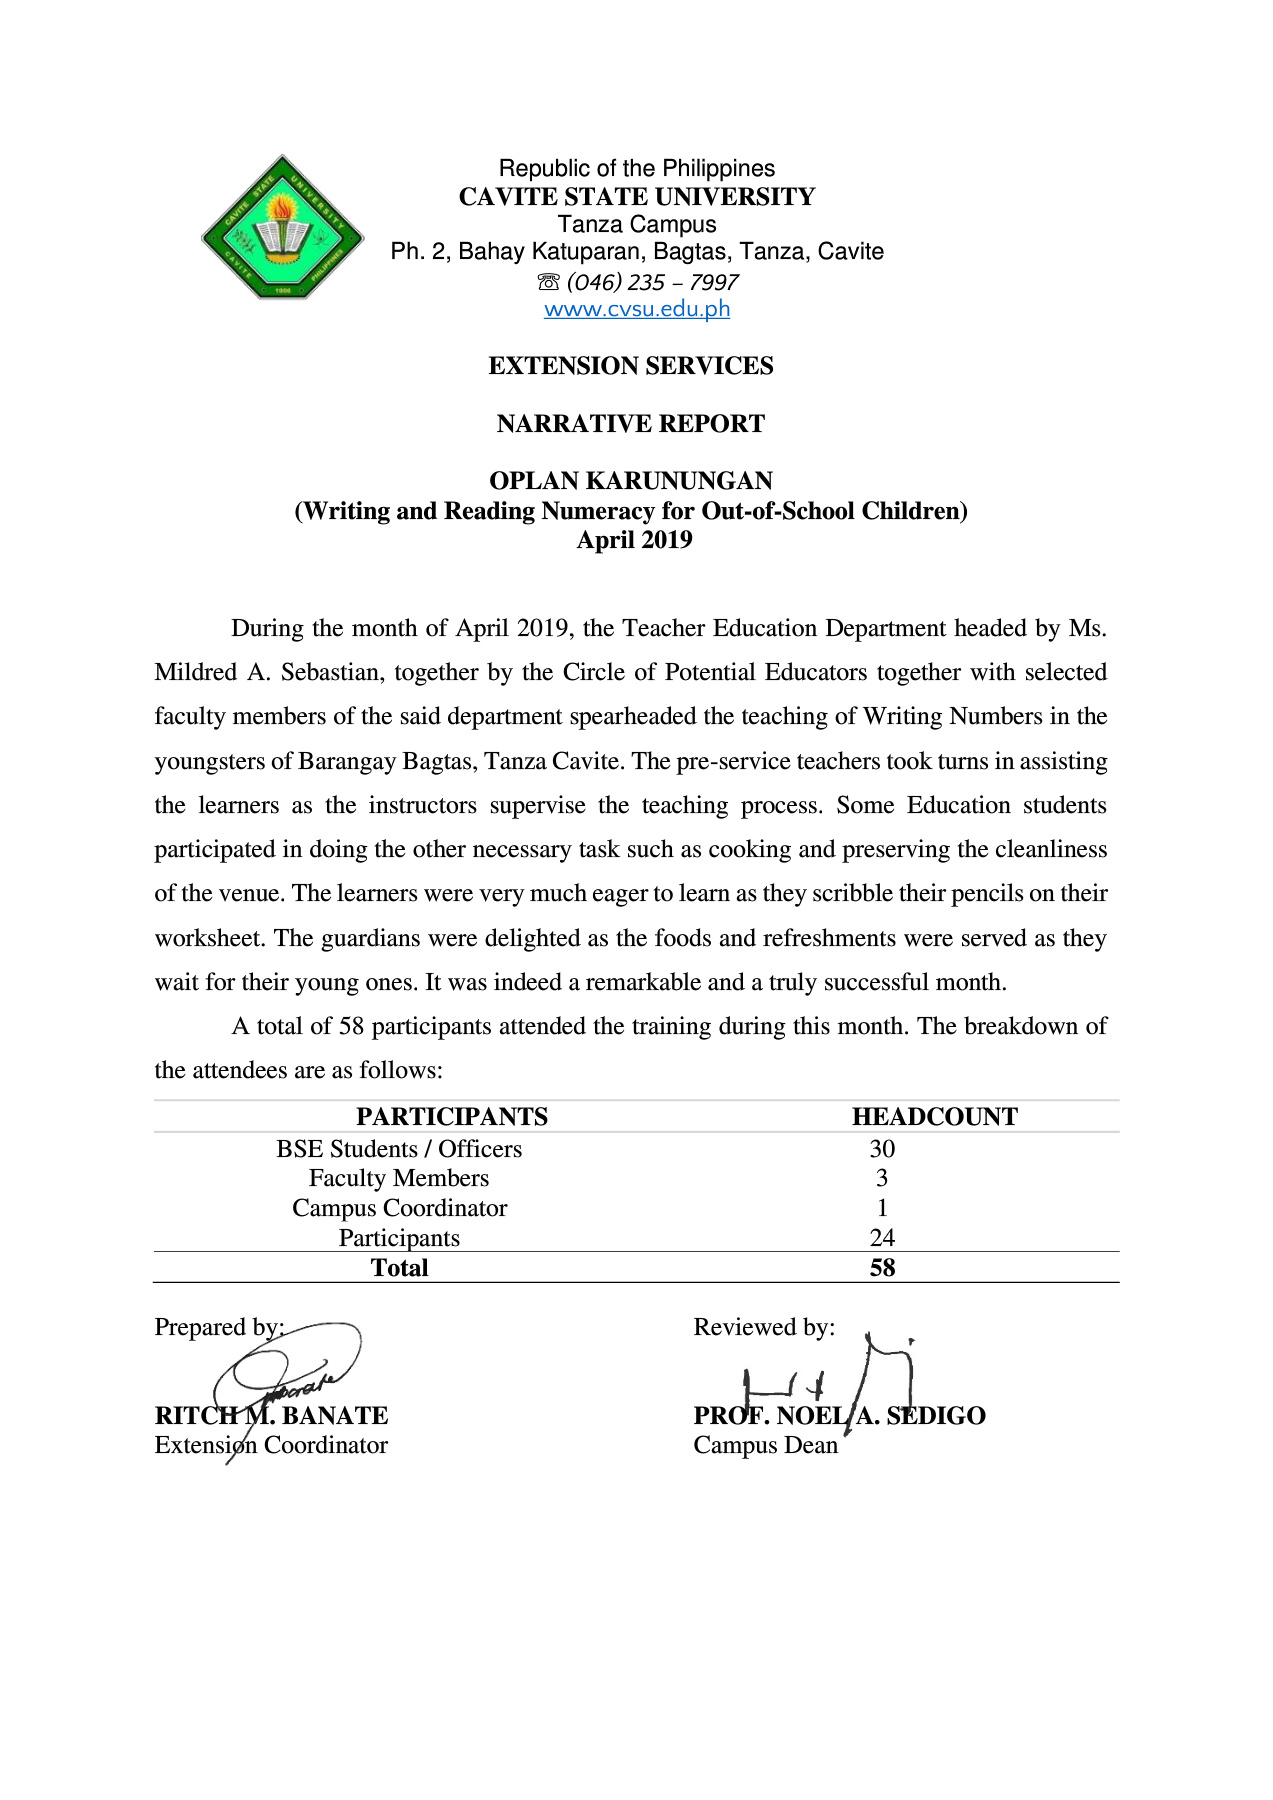 Republic of the Philippines
CAVITE STATE UNIVERSITY
Tanza Campus
Ph. 2, Bahay Katuparan, Bagtas, Tanza, Cavite
☏ (046) 235 – 7997
www.cvsu.edu.ph
CAVITE STATE UNIVERSITY
CAVITE PHILIPPINES
1906
EXTENSION SERVICES
NARRATIVE REPORT
OPLAN KARUNUNGAN
(Writing and Reading Numeracy for Out-of-School Children)
April 2019
During the month of April 2019, the Teacher Education Department headed by Ms.
Mildred A. Sebastian, together by the Circle of Potential Educators together with selected
faculty members of the said department spearheaded the teaching of Writing Numbers in the
youngsters of Barangay Bagtas, Tanza Cavite. The pre-service teachers took turns in assisting
the learners as the instructors supervise the teaching process. Some Education students
participated in doing the other necessary task such as cooking and preserving the cleanliness
of the venue. The learners were very much eager to learn as they scribble their pencils on their
worksheet. The guardians were delighted as the foods and refreshments were served as they
wait for their young ones. It was indeed a remarkable and a truly successful month.
A total of 58 participants attended the training during this month. The breakdown of
the attendees are as follows:
PARTICIPANTS HEADCOUNT
BSE Students / Officers 30
Faculty Members 3
Campus Coordinator 1
Participants 24
Total 58
Prepared by: Reviewed by:
RITCH M. BANATE PROF. NOEL A. SEDIGO
Extension Coordinator Campus Dean